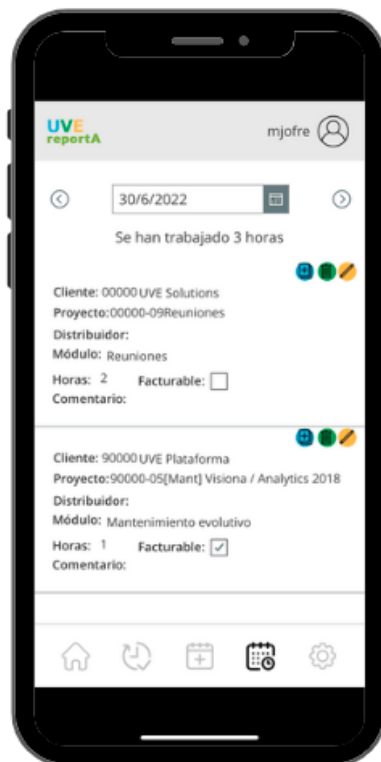 UVE
reportA
mjofre
30/6/2022
Se han trabajado 3 horas
Cliente: 00000 UVE Solutions
Proyecto:00000-09Reuniones
Distribuidor:
Módulo: Reuniones
Horas: 2 Facturable:
Comentario:
Cliente: 90000 UVE Plataforma
Proyecto:90000-05[Mant] Visiona / Analytics 2018
Distribuidor:
Módulo: Mantenimiento evolutivo
Horas: 1 Facturable:
Comentario: